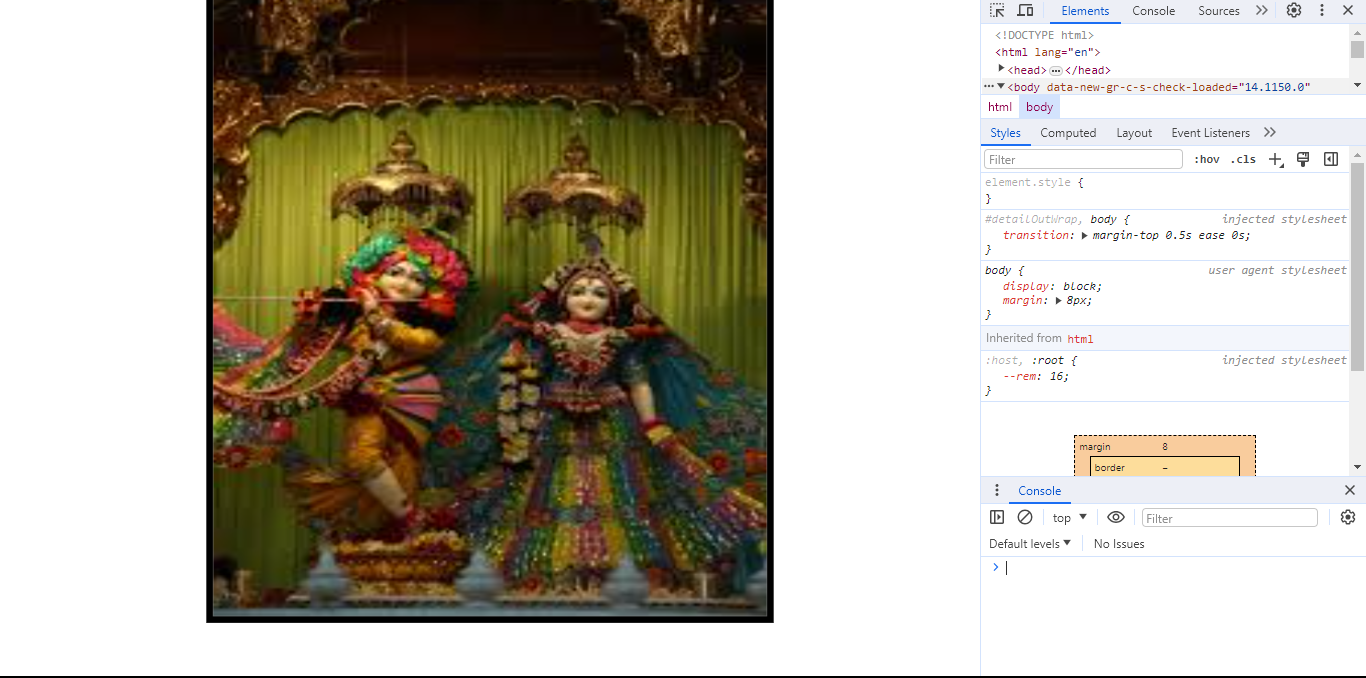 Elements Console Sources
<!DOCTYPE html>
<html lang="en">
<head> </head>
<body data-new-gr-c-s-check-loaded="14.1150.0"
html body
Styles Computed Layout Event Listeners
Filter :hov .cls
element.style {
}
#detailOutWrap, body { injected stylesheet
transition: margin-top 0.5s ease 0s;
}
body { user agent stylesheet
display: block;
margin: 8px;
}
Inherited from html
:host, :root { injected stylesheet
--rem: 16;
}
margin 8
border –
Console
top Filter
Default levels No Issues